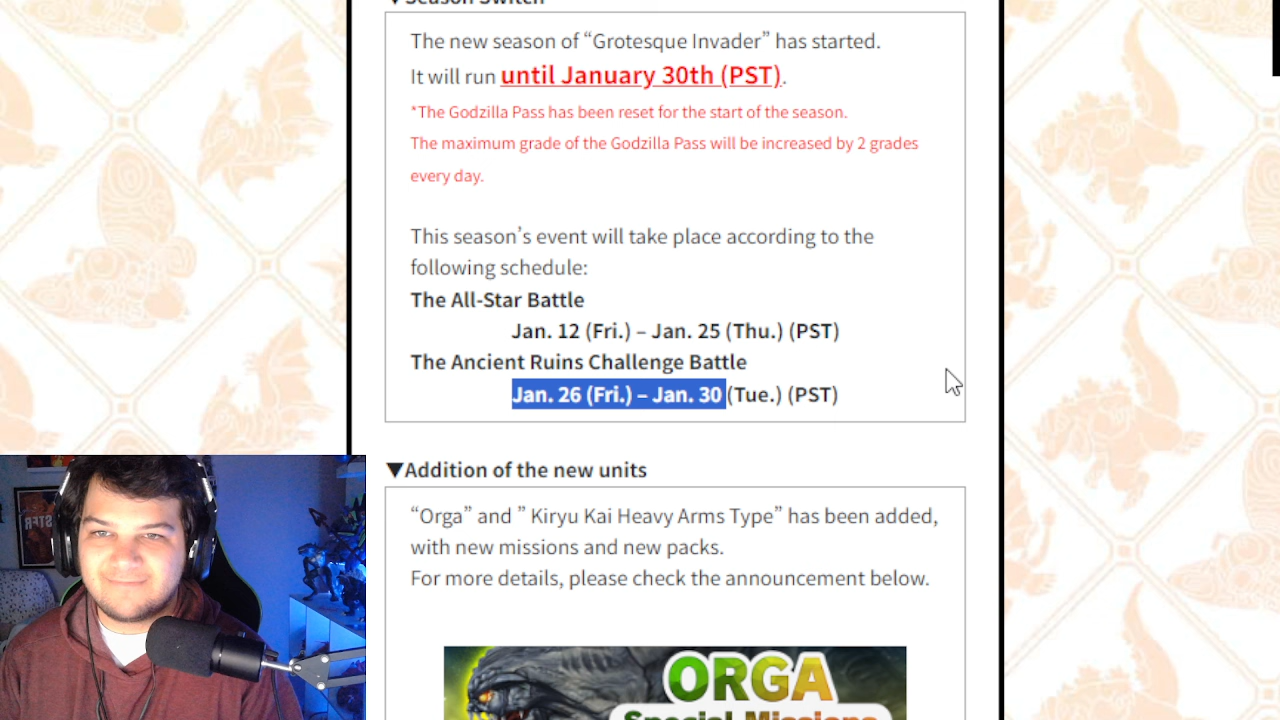 ▼Season Switch
The new season of “Grotesque Invader” has started.
It will run until January 30th (PST).
*The Godzilla Pass has been reset for the start of the season.
The maximum grade of the Godzilla Pass will be increased by 2 grades
every day.
This season’s event will take place according to the
following schedule:
The All-Star Battle
Jan. 12 (Fri.) – Jan. 25 (Thu.) (PST)
The Ancient Ruins Challenge Battle
Jan. 26 (Fri.) – Jan. 30 (Tue.) (PST)
▼Addition of the new units
“Orga” and ” Kiryu Kai Heavy Arms Type” has been added,
with new missions and new packs.
For more details, please check the announcement below.
ORGA
Special Missions